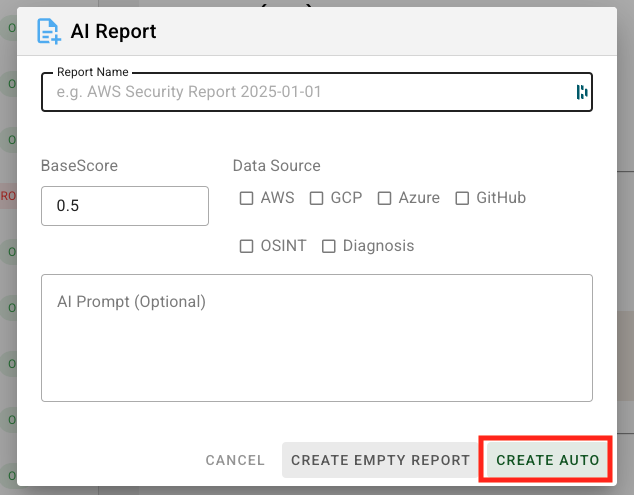 AI Report
Report Name
e.g. AWS Security Report 2025-01-01
BaseScore
Data Source
0.5
AWS
GCP
Azure
GitHub
OSINT
Diagnosis
AI Prompt (Optional)
CANCEL
CREATE EMPTY REPORT
CREATE AUTO